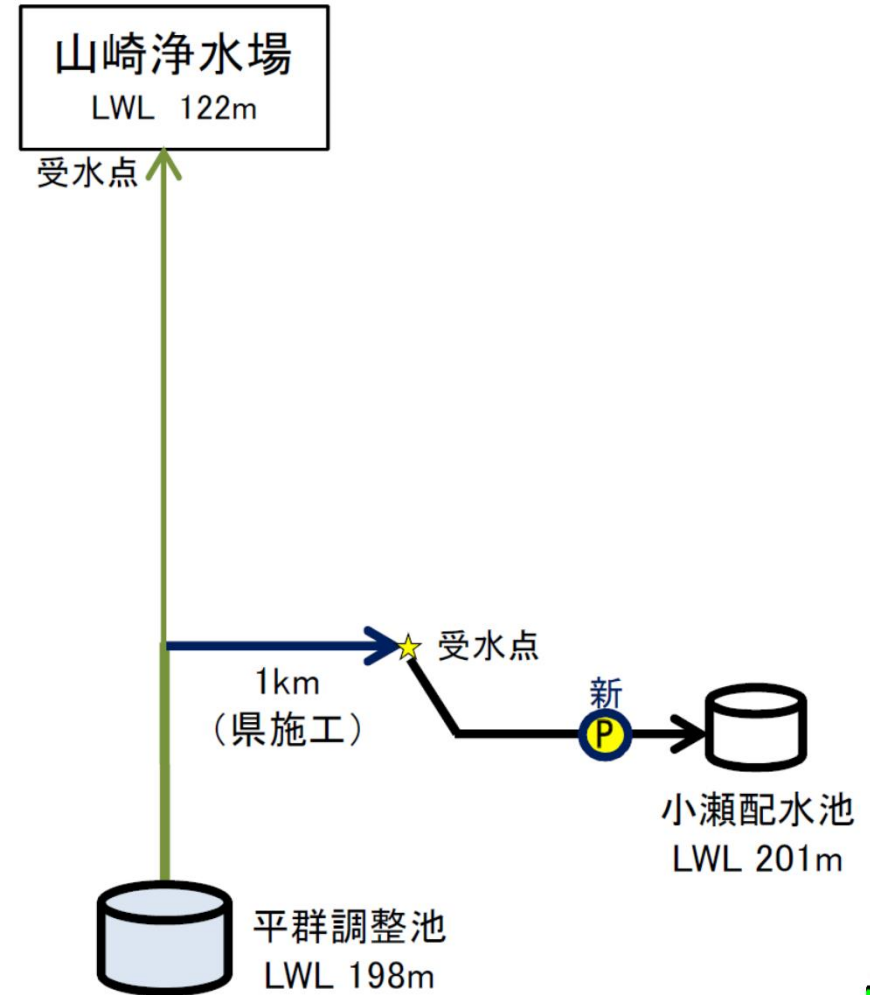 山崎浄水場
LWL 122m
受水点
受水点
1km
（県施工）
新
P
小瀬配水池
LWL 201m
平群調整池
LWL 198m